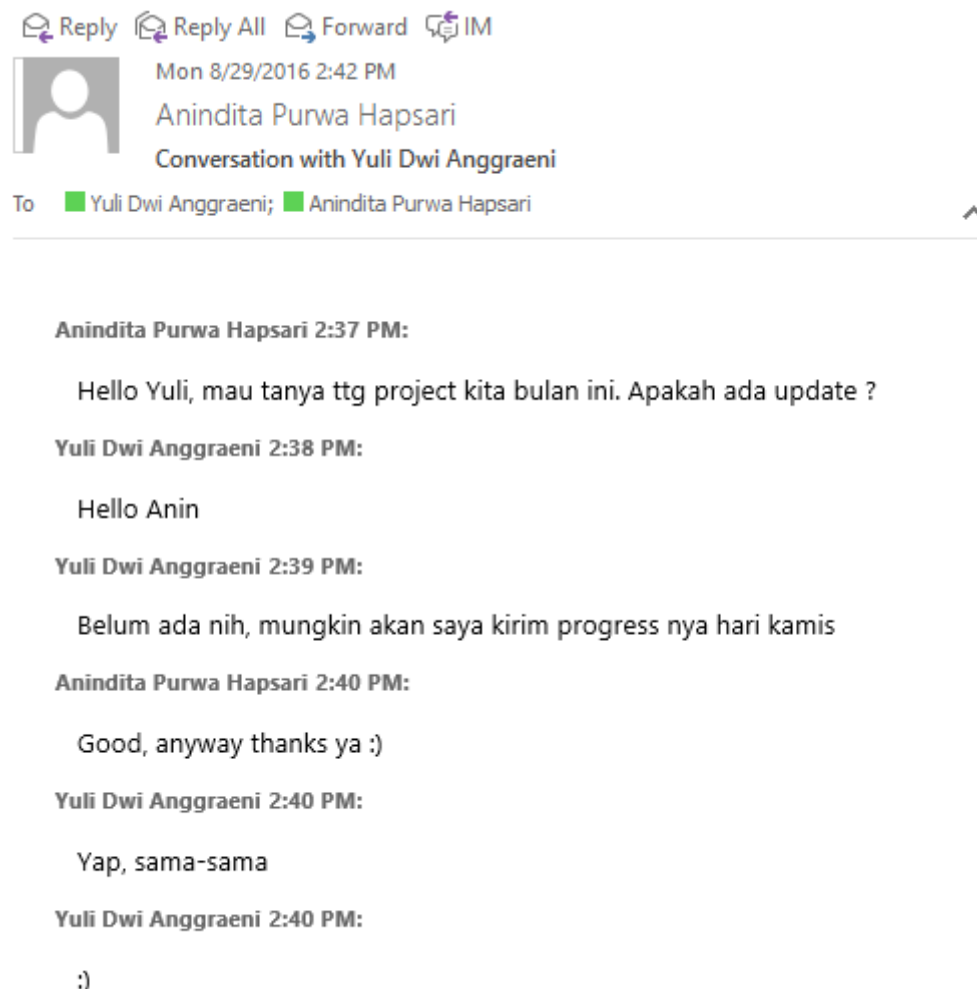 Reply Reply All Forward IM
Mon 8/29/2016 2:42 PM
Anindita Purwa Hapsari
Conversation with Yuli Dwi Anggraeni
To Yuli Dwi Anggraeni; Anindita Purwa Hapsari
Anindita Purwa Hapsari 2:37 PM:
Hello Yuli, mau tanya ttg project kita bulan ini. Apakah ada update ?
Yuli Dwi Anggraeni 2:38 PM:
Hello Anin
Yuli Dwi Anggraeni 2:39 PM:
Belum ada nih, mungkin akan saya kirim progress nya hari kamis
Anindita Purwa Hapsari 2:40 PM:
Good, anyway thanks ya :)
Yuli Dwi Anggraeni 2:40 PM:
Yap, sama-sama
Yuli Dwi Anggraeni 2:40 PM:
:)